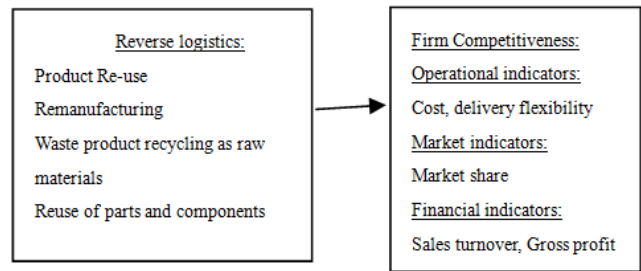 Reverse logistics:
Product Re-use
Remanufacturing
Waste product recycling as raw
materials
Reuse of parts and components
Firm Competitiveness:
Operational indicators:
Cost, delivery flexibility
Market indicators:
Market share
Financial indicators:
Sales turnover, Gross profit